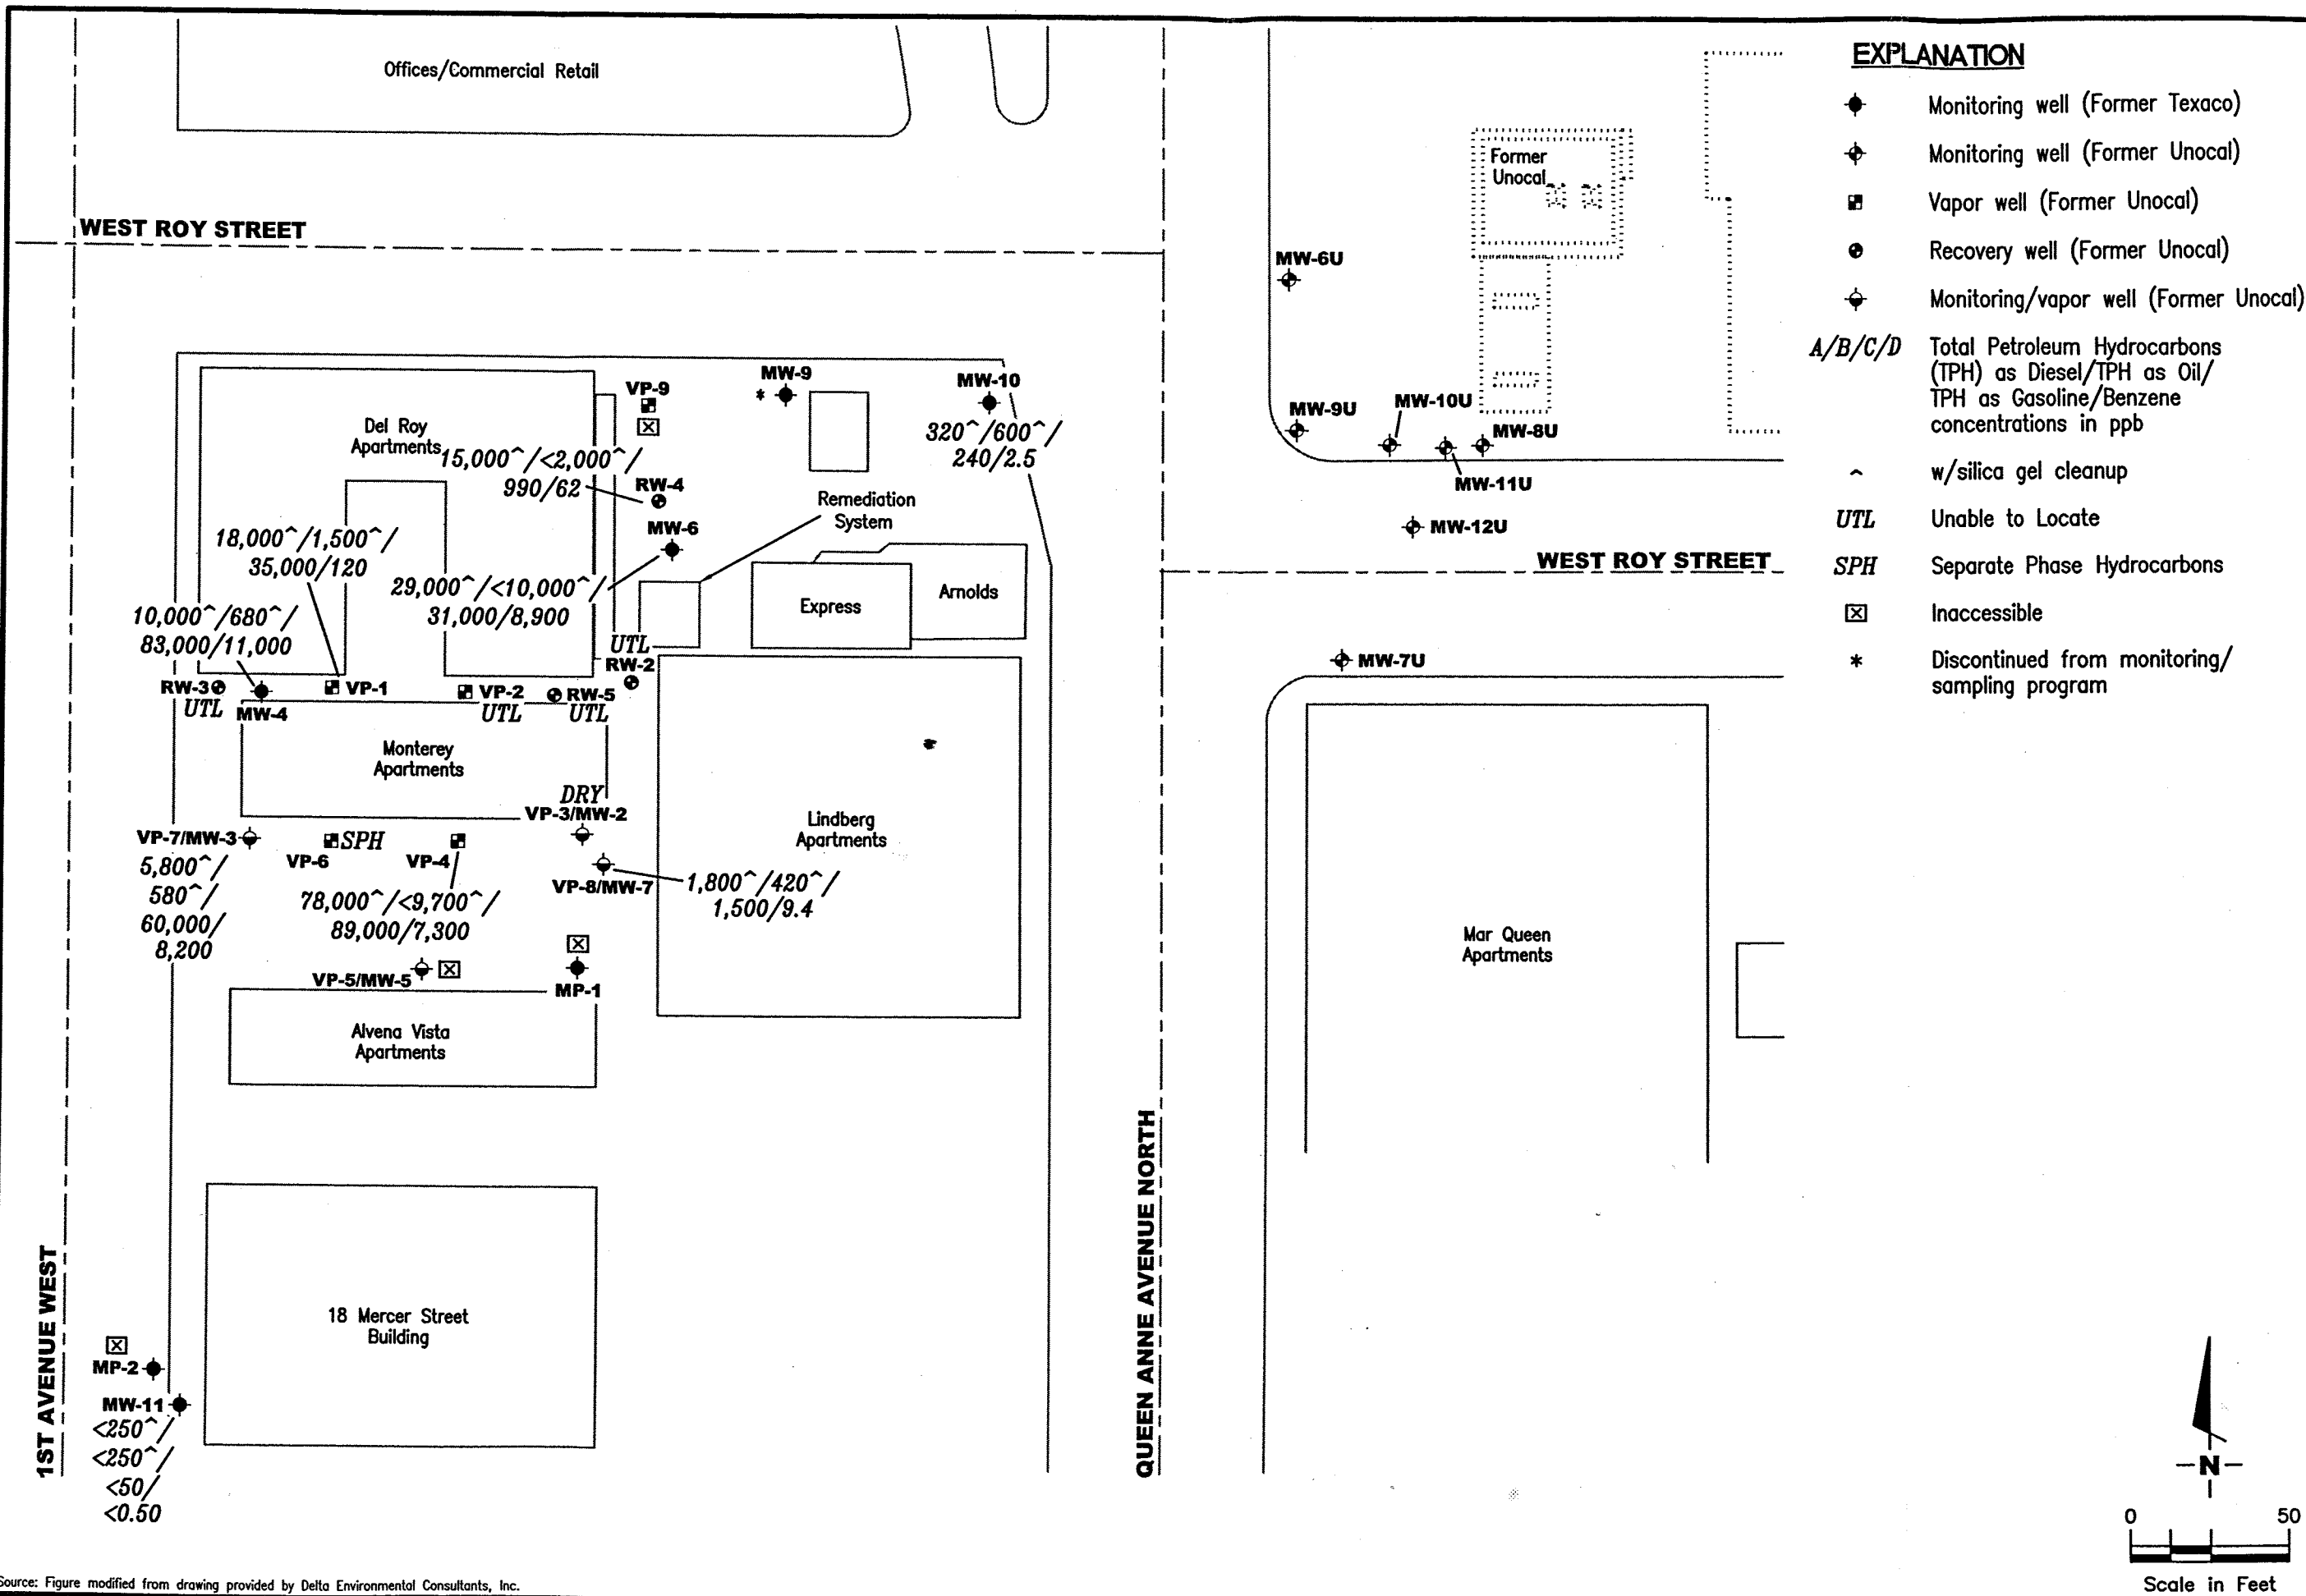 Offices/Commercial Retail
WEST ROY STREET
Former
Unocal
MW-6U
MW-9U
MW-10U
MW-8U
MW-11U
MW-12U
WEST ROY STREET
MW-7U
VP-9
MW-9
MW-10
320^/600^/
240/2.5
Del Roy
Apartments
15,000^/<2,000^/
990/62
RW-4
MW-6
Remediation
System
18,000^/1,500^/
35,000/120
29,000^/<10,000^/
31,000/8,900
Express
Arnolds
10,000^/680^/
83,000/11,000
UTL
RW-2
RW-3
UTL
MW-4
VP-1
VP-2
UTL
RW-5
UTL
Monterey
Apartments
DRY
VP-3/MW-2
Lindberg
Apartments
VP-7/MW-3
5,800^/
580^/
60,000/
8,200
SPH
VP-6
VP-4
78,000^/<9,700^/
89,000/7,300
VP-8/MW-7
1,800^/420^/
1,500/9.4
VP-5/MW-5
MP-1
Alvena Vista
Apartments
Mar Queen
Apartments
18 Mercer Street
Building
MP-2
MW-11
<250^/
<250^/
<50/
<0.50
1ST AVENUE WEST
QUEEN ANNE AVENUE NORTH
EXPLANATION
Monitoring well (Former Texaco)
Monitoring well (Former Unocal)
Vapor well (Former Unocal)
Recovery well (Former Unocal)
Monitoring/vapor well (Former Unocal)
A/B/C/D Total Petroleum Hydrocarbons
(TPH) as Diesel/TPH as Oil/
TPH as Gasoline/Benzene
concentrations in ppb
^ w/silica gel cleanup
UTL Unable to Locate
SPH Separate Phase Hydrocarbons
Inaccessible
* Discontinued from monitoring/
sampling program
N
0 50
Scale in Feet
Source: Figure modified from drawing provided by Delta Environmental Consultants, Inc.